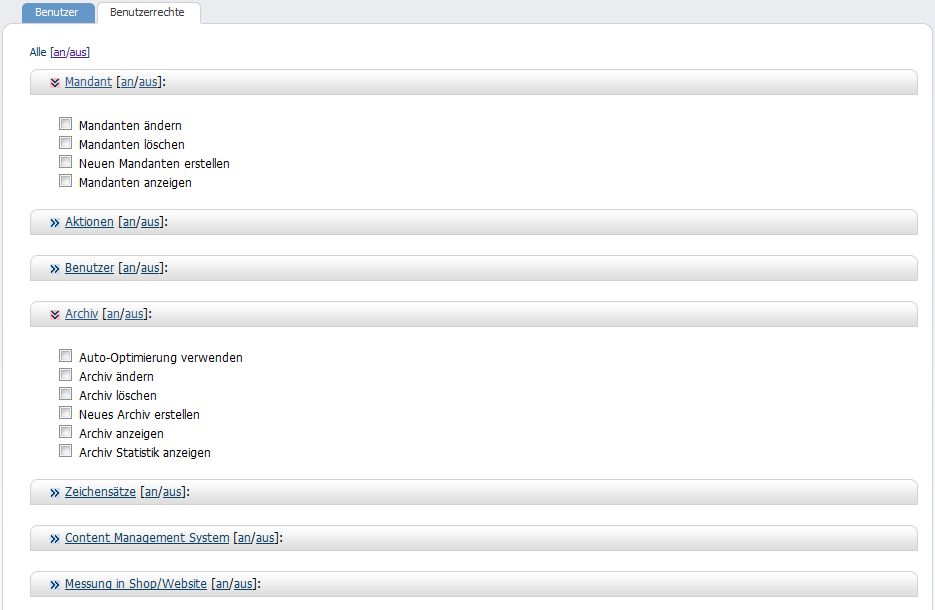 Benutzer Benutzerrechte
Alle [an/aus]
Mandant [an/aus]:
Mandanten ändern
Mandanten löschen
Neuen Mandanten erstellen
Mandanten anzeigen
Aktionen [an/aus]:
Benutzer [an/aus]:
Archiv [an/aus]:
Auto-Optimierung verwenden
Archiv ändern
Archiv löschen
Neues Archiv erstellen
Archiv anzeigen
Archiv Statistik anzeigen
Zeichensätze [an/aus]:
Content Management System [an/aus]:
Messung in Shop/Website [an/aus]: